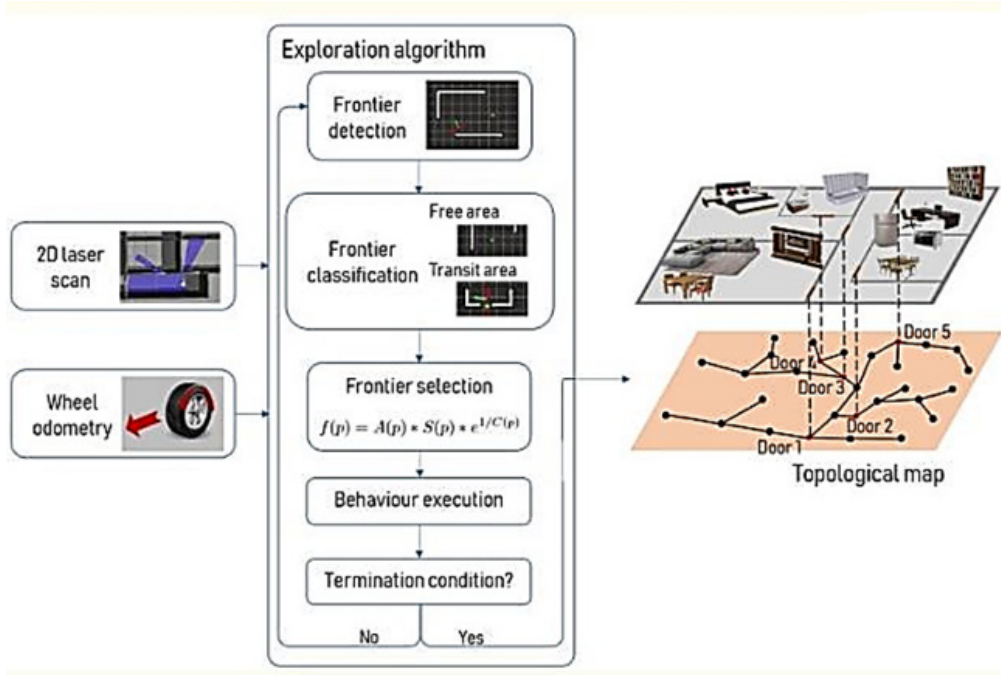 Exploration algorithm
Frontier
detection
Free area
Frontier
classification
Transit area
2D laser
scan
Wheel
odometry
Frontier selection
f(p) = A(p) * S(p) * e^{1/C(p)}
Behaviour execution
Termination condition?
No
Yes
Door 5
Door 4
Door 3
Door 2
Door 1
Topological map